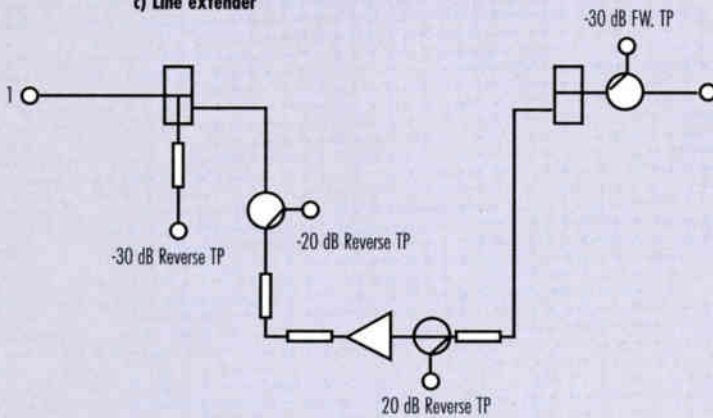 c) Line extender
-30 dB FW. TP
1
-30 dB Reverse TP
-20 dB Reverse TP
20 dB Reverse TP